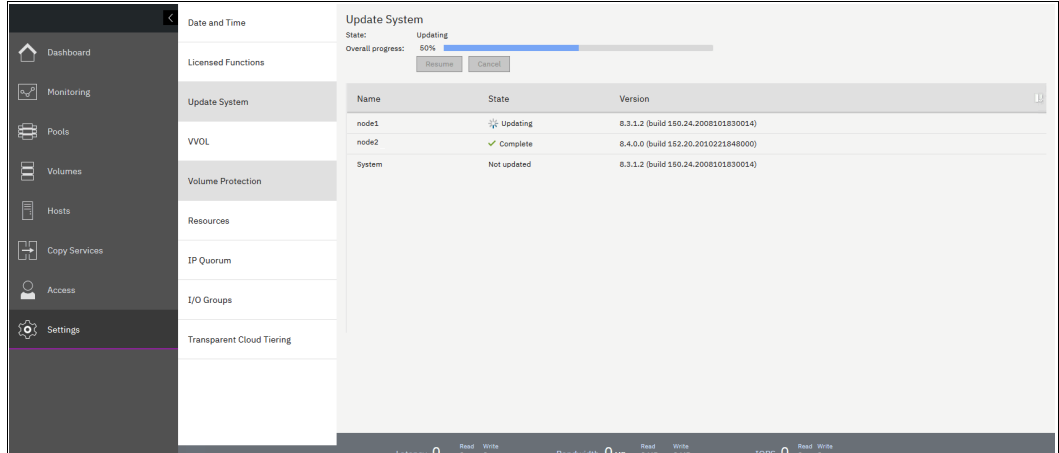 Dashboard
Monitoring
Pools
Volumes
Hosts
Copy Services
Access
Settings
Date and Time
Licensed Functions
Update System
VVOL
Volume Protection
Resources
IP Quorum
I/O Groups
Transparent Cloud Tiering
Update System
State: Updating
Overall progress: 50%
Resume Cancel
Name State Version
node1 Updating 8.3.1.2 (build 150.24.2008101830014)
node2 Complete 8.4.0.0 (build 152.20.2010221848000)
System Not updated 8.3.1.2 (build 150.24.2008101830014)
Read Write Read Write Read Write